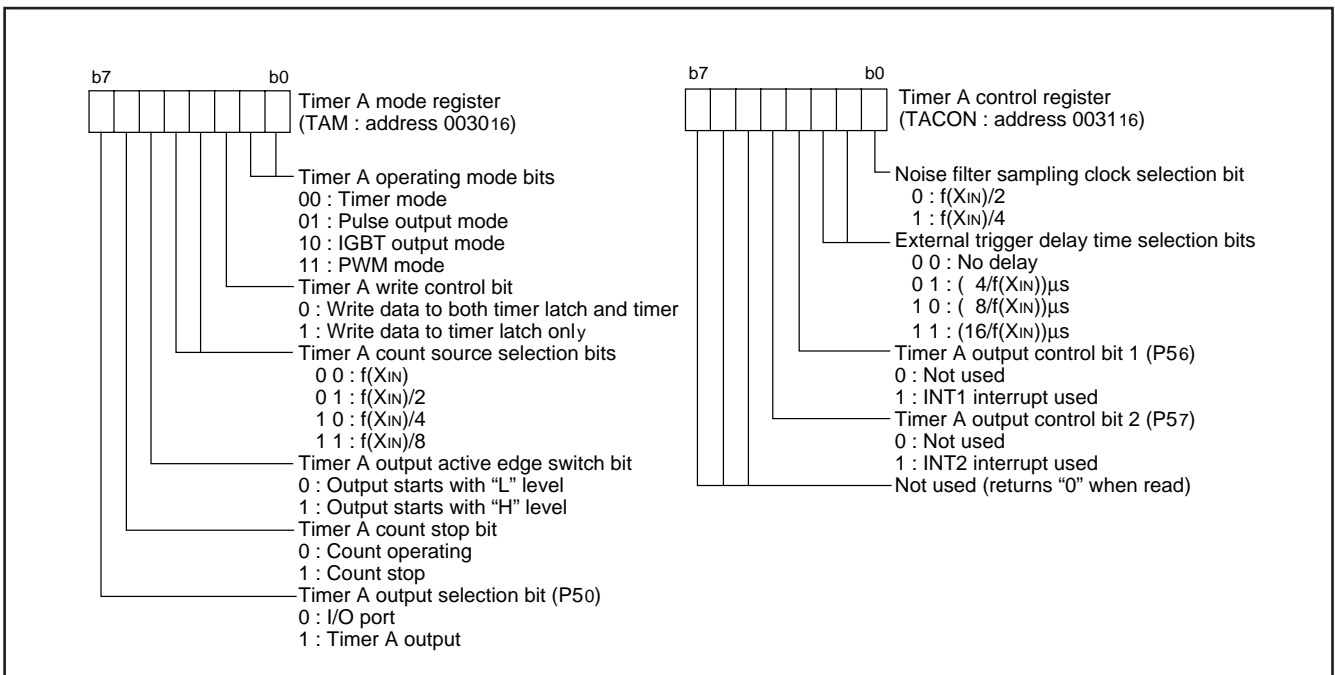 b7 b0
Timer A mode register
(TAM : address 003016)
Timer A operating mode bits
00 : Timer mode
01 : Pulse output mode
10 : IGBT output mode
11 : PWM mode
Timer A write control bit
0 : Write data to both timer latch and timer
1 : Write data to timer latch only
Timer A count source selection bits
0 0 : f(XIN)
0 1 : f(XIN)/2
1 0 : f(XIN)/4
1 1 : f(XIN)/8
Timer A output active edge switch bit
0 : Output starts with “L” level
1 : Output starts with “H” level
Timer A count stop bit
0 : Count operating
1 : Count stop
Timer A output selection bit (P50)
0 : I/O port
1 : Timer A output
b7 b0
Timer A control register
(TACON : address 003116)
Noise filter sampling clock selection bit
0 : f(XIN)/2
1 : f(XIN)/4
External trigger delay time selection bits
0 0 : No delay
0 1 : ( 4/f(XIN))μs
1 0 : ( 8/f(XIN))μs
1 1 : (16/f(XIN))μs
Timer A output control bit 1 (P56)
0 : Not used
1 : INT1 interrupt used
Timer A output control bit 2 (P57)
0 : Not used
1 : INT2 interrupt used
Not used (returns “0” when read)